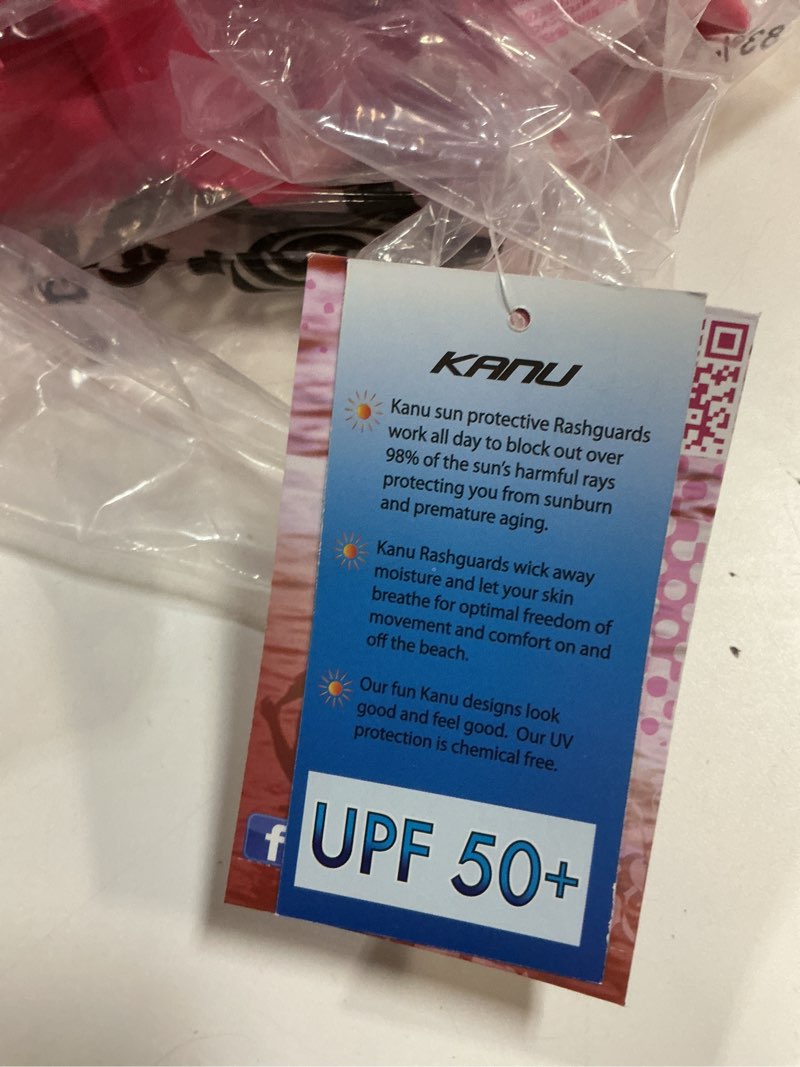 KANU
Kanu sun protective Rashguards
work all day to block out over
98% of the sun's harmful rays
protecting you from sunburn
and premature aging.
Kanu Rashguards wick away
moisture and let your skin
breathe for optimal freedom of
movement and comfort on and
off the beach.
Our fun Kanu designs look
good and feel good. Our UV
protection is chemical free.
f
UPF 50+